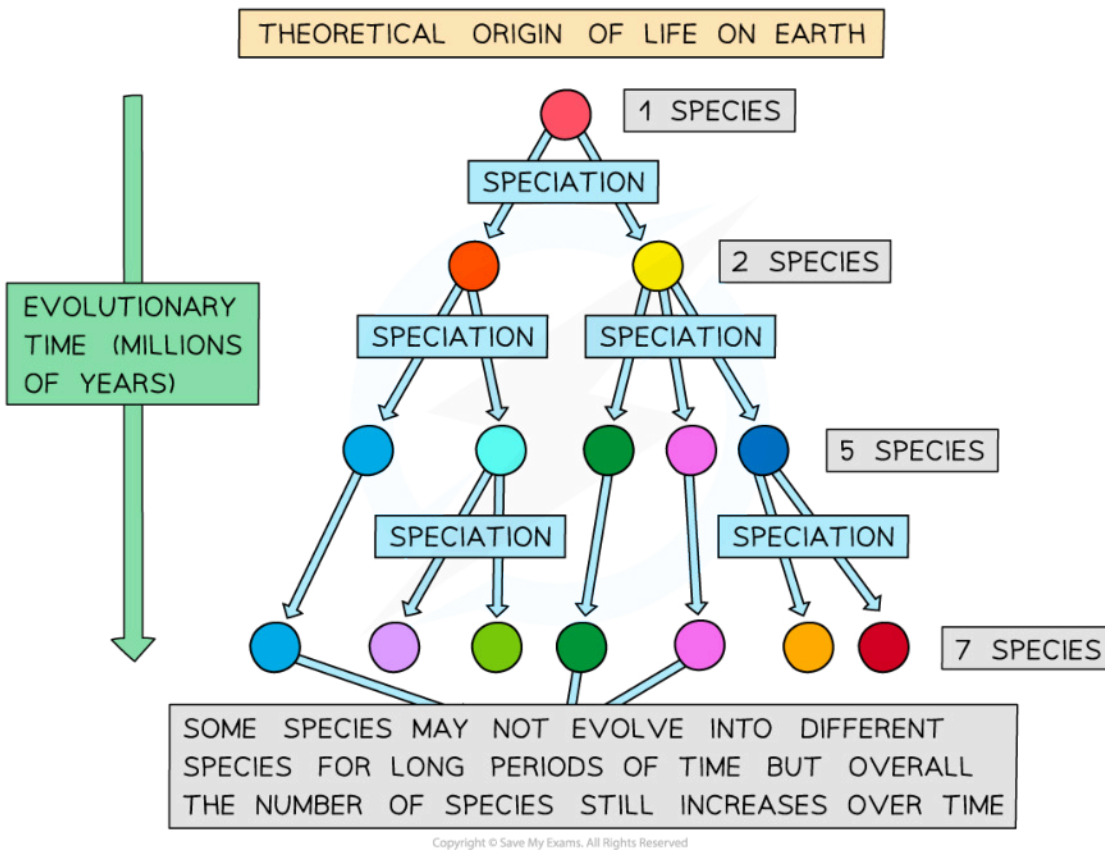 THEORETICAL ORIGIN OF LIFE ON EARTH
1 SPECIES
SPECIATION
2 SPECIES
EVOLUTIONARY
TIME (MILLIONS
OF YEARS)
SPECIATION
SPECIATION
5 SPECIES
SPECIATION
SPECIATION
7 SPECIES
SOME SPECIES MAY NOT EVOLVE INTO DIFFERENT
SPECIES FOR LONG PERIODS OF TIME BUT OVERALL
THE NUMBER OF SPECIES STILL INCREASES OVER TIME
Copyright © Save My Exams. All Rights Reserved